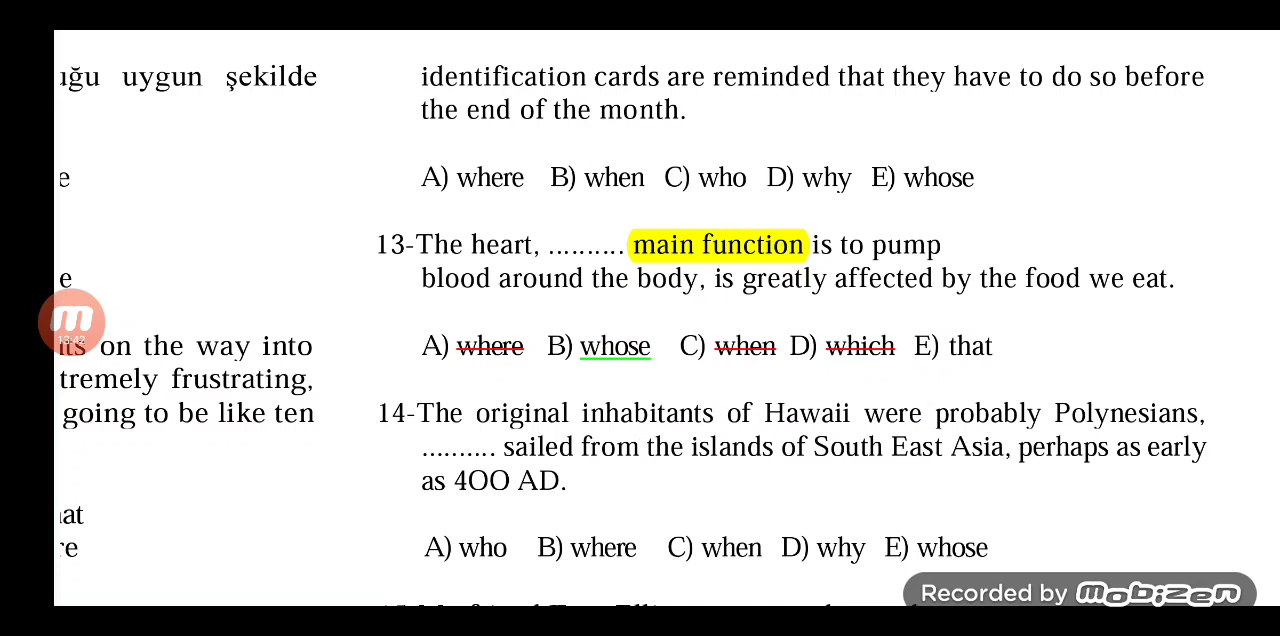 uygun şekilde
e
e
on the way into
tremely frustrating,
going to be like ten
at
e
identification cards are reminded that they have to do so before
the end of the month.
A) where B) when C) who D) why E) whose
13-The heart, .......... main function is to pump
blood around the body, is greatly affected by the food we eat.
A) where B) whose C) when D) which E) that
14-The original inhabitants of Hawaii were probably Polynesians,
.......... sailed from the islands of South East Asia, perhaps as early
as 4OO AD.
A) who B) where C) when D) why E) whose
13:42
Recorded by mobizen